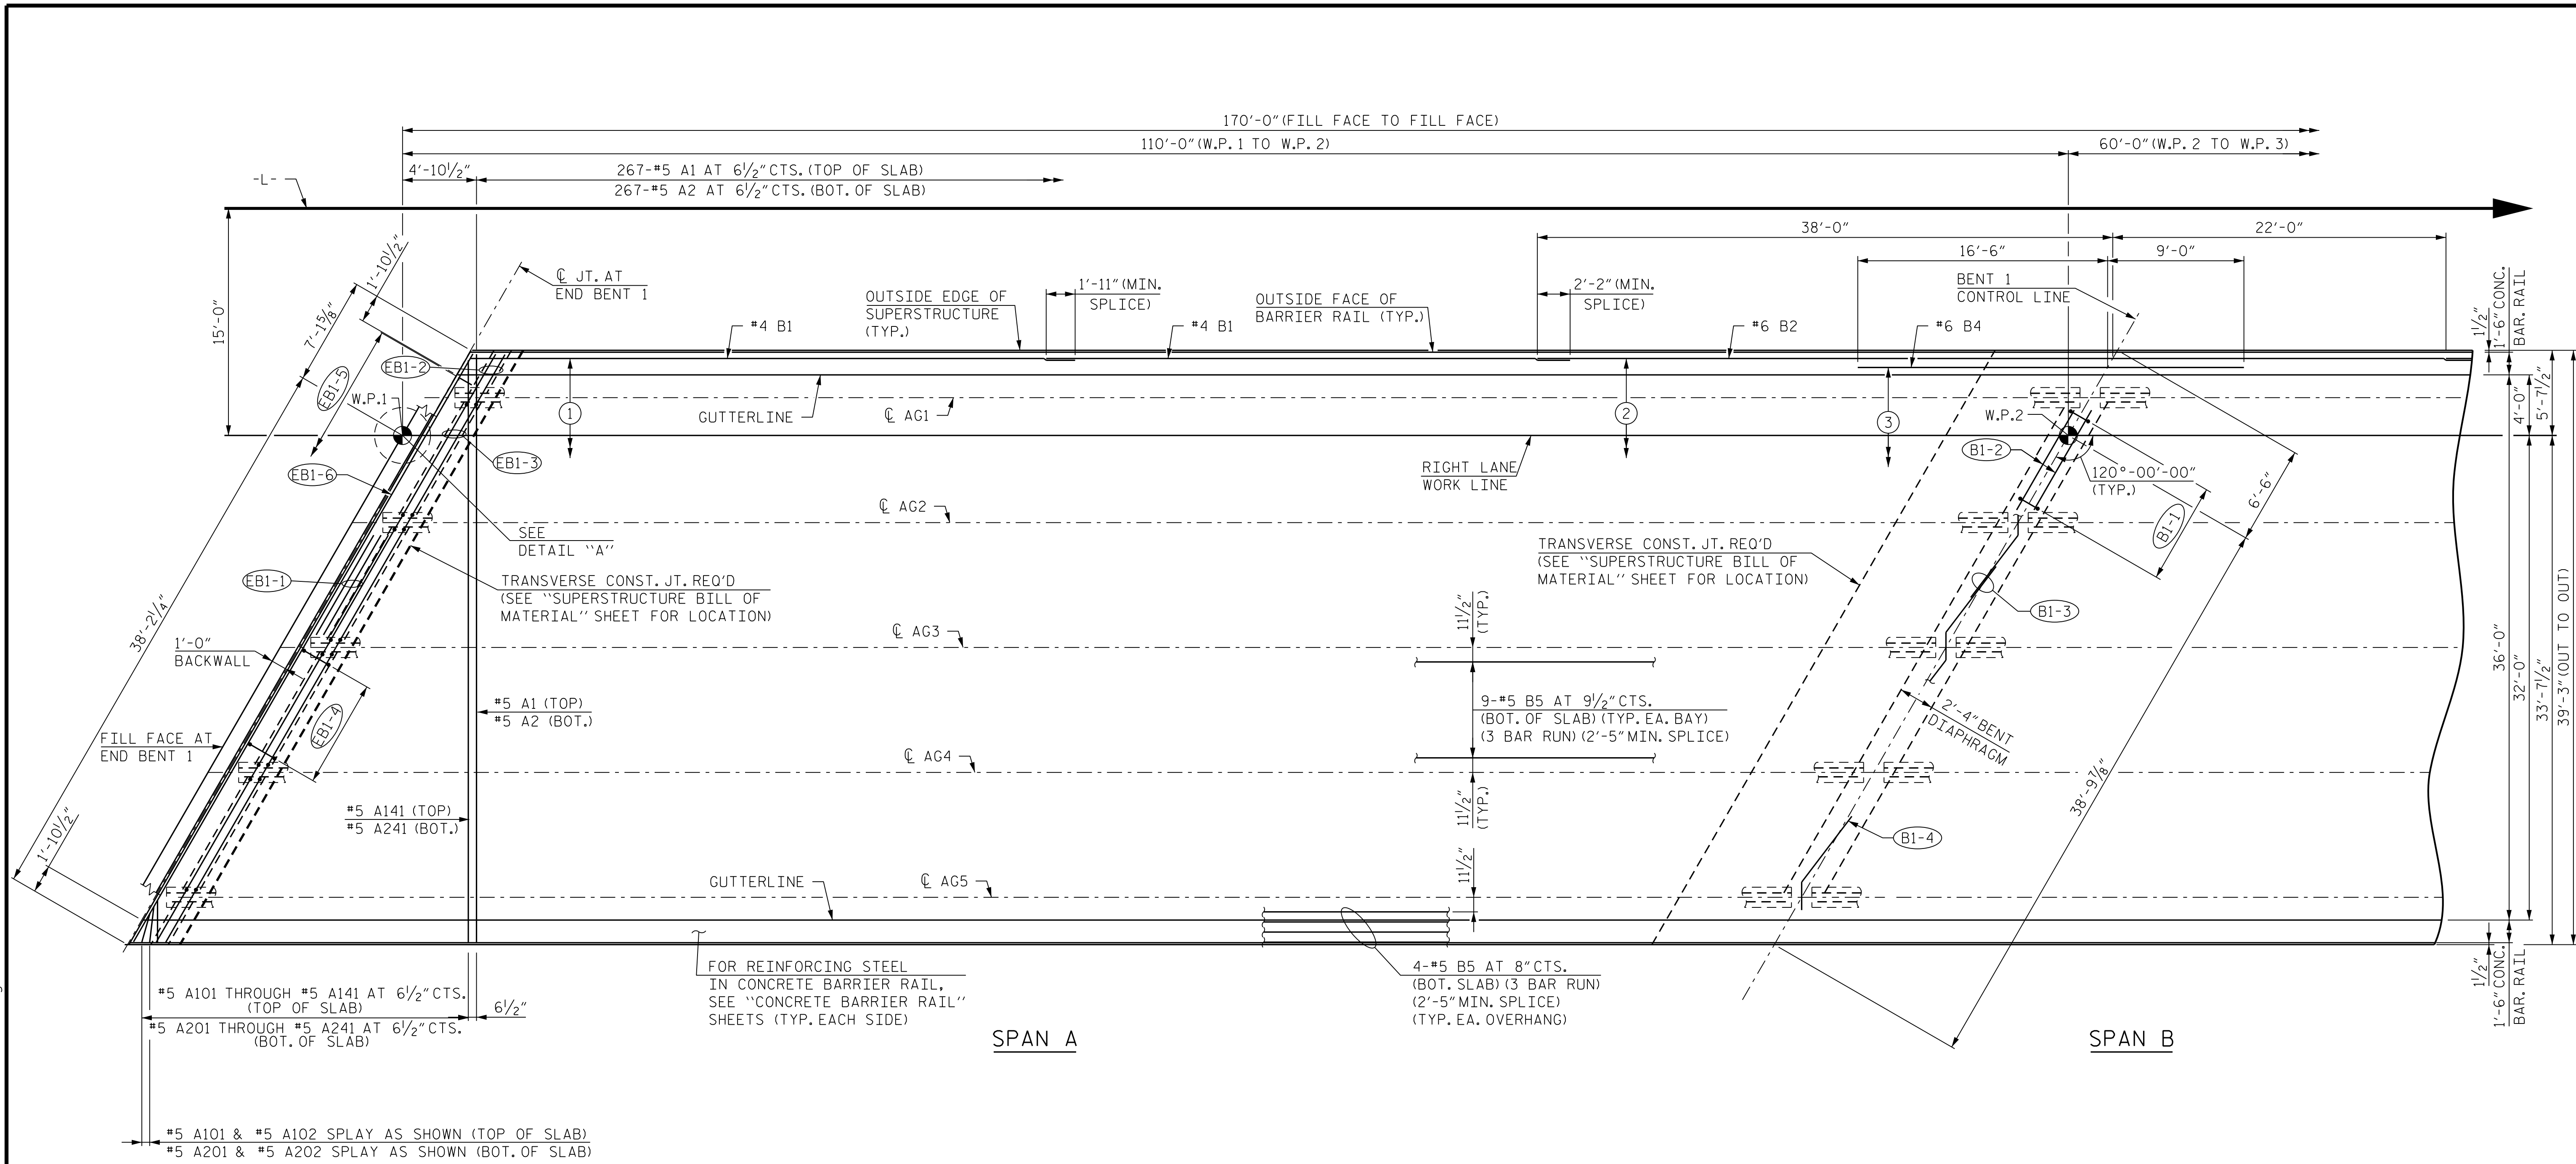 170'-0" (FILL FACE TO FILL FACE)
110'-0" (W.P. 1 TO W.P. 2)
60'-0" (W.P. 2 TO W.P. 3)
4'-10½"
267-#5 A1 AT 6½" CTS. (TOP OF SLAB)
267-#5 A2 AT 6½" CTS. (BOT. OF SLAB)
-L-
38'-0"
22'-0"
16'-6"
9'-0"
15'-0"
1'-10½"
7'-1⅝"
℄ JT. AT
END BENT 1
OUTSIDE EDGE OF
SUPERSTRUCTURE
(TYP.)
1'-11" (MIN.
SPLICE)
OUTSIDE FACE OF
BARRIER RAIL (TYP.)
2'-2" (MIN.
SPLICE)
BENT 1
CONTROL LINE
#4 B1
#4 B1
#6 B2
#6 B4
1½"
1'-6" CONC.
BAR. RAIL
EB1-2
EB1-5
W.P.1
GUTTERLINE
℄ AG1
1
2
3
W.P.2
4'-0"
5'-7½"
EB1-3
EB1-6
RIGHT LANE
WORK LINE
B1-2
120°-00'-00"
(TYP.)
6'-6"
℄ AG2
SEE
DETAIL ``A''
B1-1
TRANSVERSE CONST. JT. REQ'D
(SEE ``SUPERSTRUCTURE BILL OF
MATERIAL'' SHEET FOR LOCATION)
EB1-1
TRANSVERSE CONST. JT. REQ'D
(SEE ``SUPERSTRUCTURE BILL OF
MATERIAL'' SHEET FOR LOCATION)
B1-3
38'-2¼"
11½"
(TYP.)
℄ AG3
1'-0"
BACKWALL
36'-0"
32'-0"
33'-7½"
39'-3" (OUT TO OUT)
#5 A1 (TOP)
#5 A2 (BOT.)
9-#5 B5 AT 9½" CTS.
(BOT. OF SLAB) (TYP. EA. BAY)
(3 BAR RUN) (2'-5" MIN. SPLICE)
2'-4" BENT
DIAPHRAGM
EB1-4
FILL FACE AT
END BENT 1
℄ AG4
38'-9⅞"
#5 A141 (TOP)
#5 A241 (BOT.)
11½"
(TYP.)
B1-4
1'-10½"
11½"
GUTTERLINE
℄ AG5
FOR REINFORCING STEEL
IN CONCRETE BARRIER RAIL,
SEE ``CONCRETE BARRIER RAIL''
SHEETS (TYP. EACH SIDE)
4-#5 B5 AT 8" CTS.
(BOT. SLAB) (3 BAR RUN)
(2'-5" MIN. SPLICE)
(TYP. EA. OVERHANG)
1½"
1'-6" CONC.
BAR. RAIL
#5 A101 THROUGH #5 A141 AT 6½" CTS.
(TOP OF SLAB)
#5 A201 THROUGH #5 A241 AT 6½" CTS.
(BOT. OF SLAB)
6½"
SPAN A
SPAN B
#5 A101 & #5 A102 SPLAY AS SHOWN (TOP OF SLAB)
#5 A201 & #5 A202 SPLAY AS SHOWN (BOT. OF SLAB)